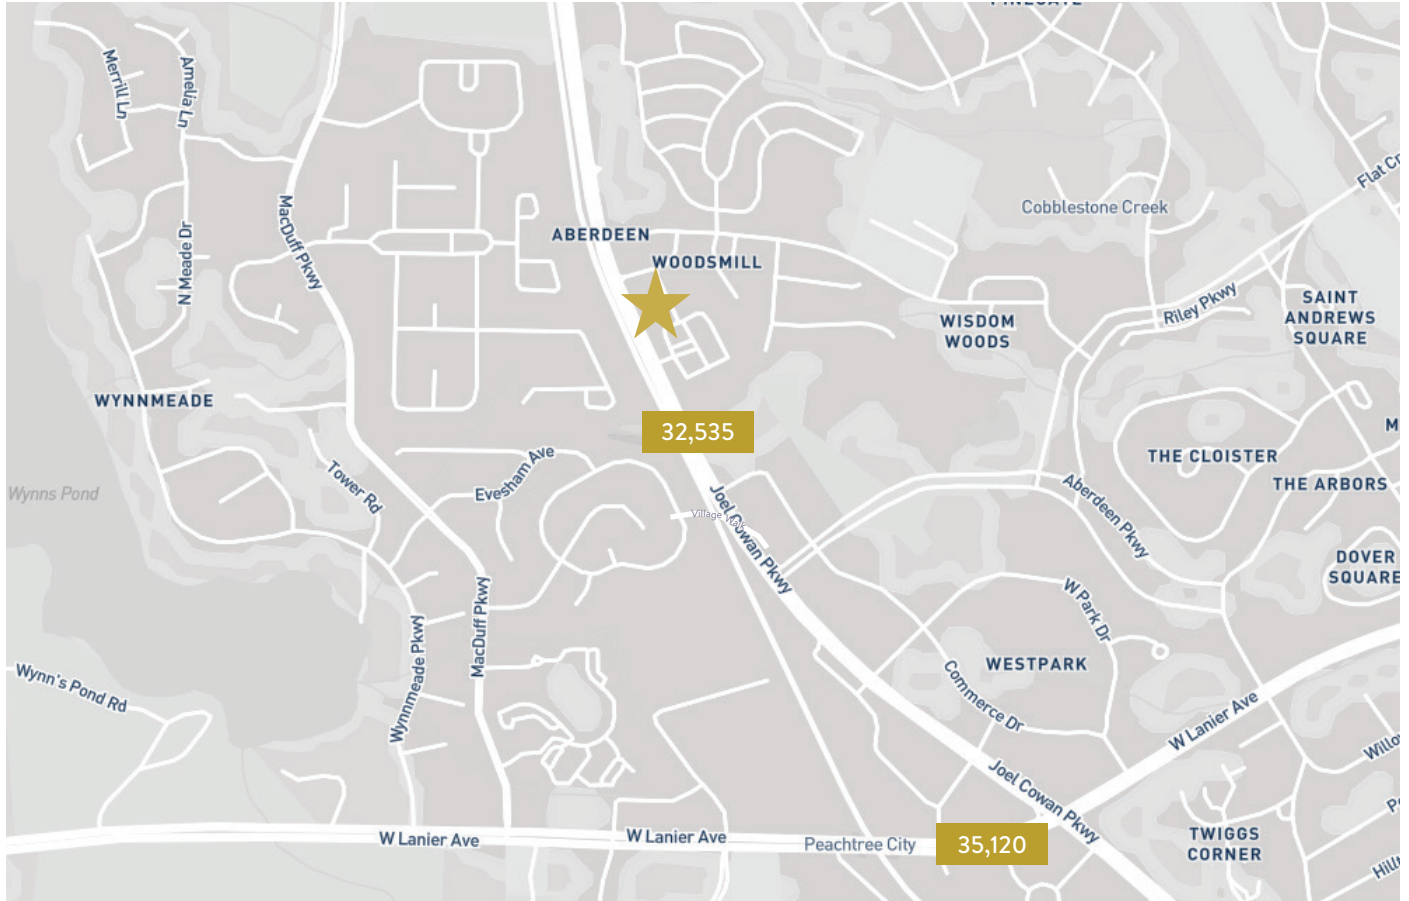 Merrill Ln
Amelia Ln
MacDuff Pkwy
N Meade Dr
ABERDEEN
WOODSMILL
Cobblestone Creek
WISDOM
WOODS
Riley Pkwy
SAINT
ANDREWS
SQUARE
WYNNMEADE
32,535
THE CLOISTER
THE ARBORS
Wynns Pond
Tower Rd
Evesham Ave
Village Walk
Joel Cowan Pkwy
Aberdeen Pkwy
DOVER
SQUARE
W Park Dr
MacDuff Pkwy
Wynnmeade Pkwy
Wynn's Pond Rd
WESTPARK
Commerce Dr
W Lanier Ave
Joel Cowan Pkwy
W Lanier Ave
W Lanier Ave
Peachtree City
35,120
TWIGGS
CORNER